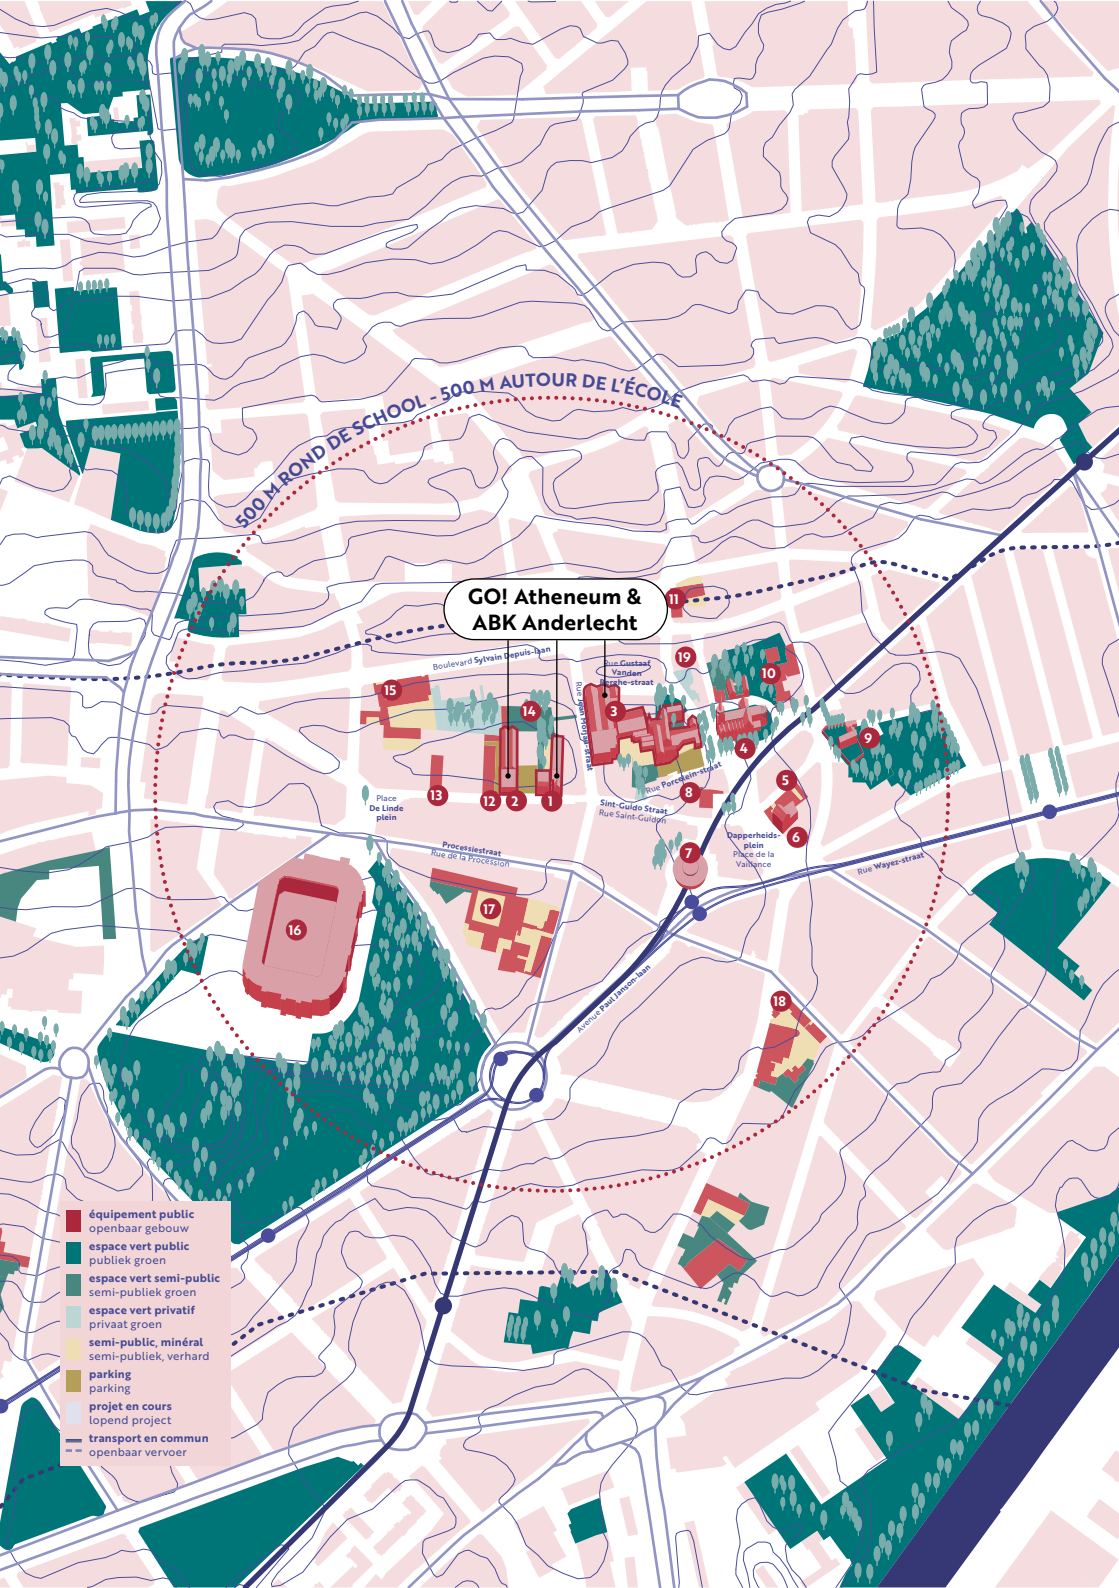 500 M ROND DE SCHOOL - 500 M AUTOUR DE L'ÉCOLE
GO! Atheneum &
ABK Anderlecht
11
Boulevard Sylvain Depuis-laan
Rue Gustaaf
Vanden
Berghe-straat
19
10
15
14
3
Rue Jean Morjau-straat
4
9
Rue Porcelein-straat
5
8
13
12
2
1
Place
De Linde
plein
Sint-Guido Straat
Rue Saint-Guidon
6
Dapperheids-
plein
Place de la
Vaillance
7
Processiestraat
Rue de la Procession
Rue Wayez-straat
17
16
Avenue Paul Janson-laan
18
équipement public
openbaar gebouw
espace vert public
publiek groen
espace vert semi-public
semi-publiek groen
espace vert privatif
privaat groen
semi-public, minéral
semi-publiek, verhard
parking
parking
projet en cours
lopend project
transport en commun
openbaar vervoer